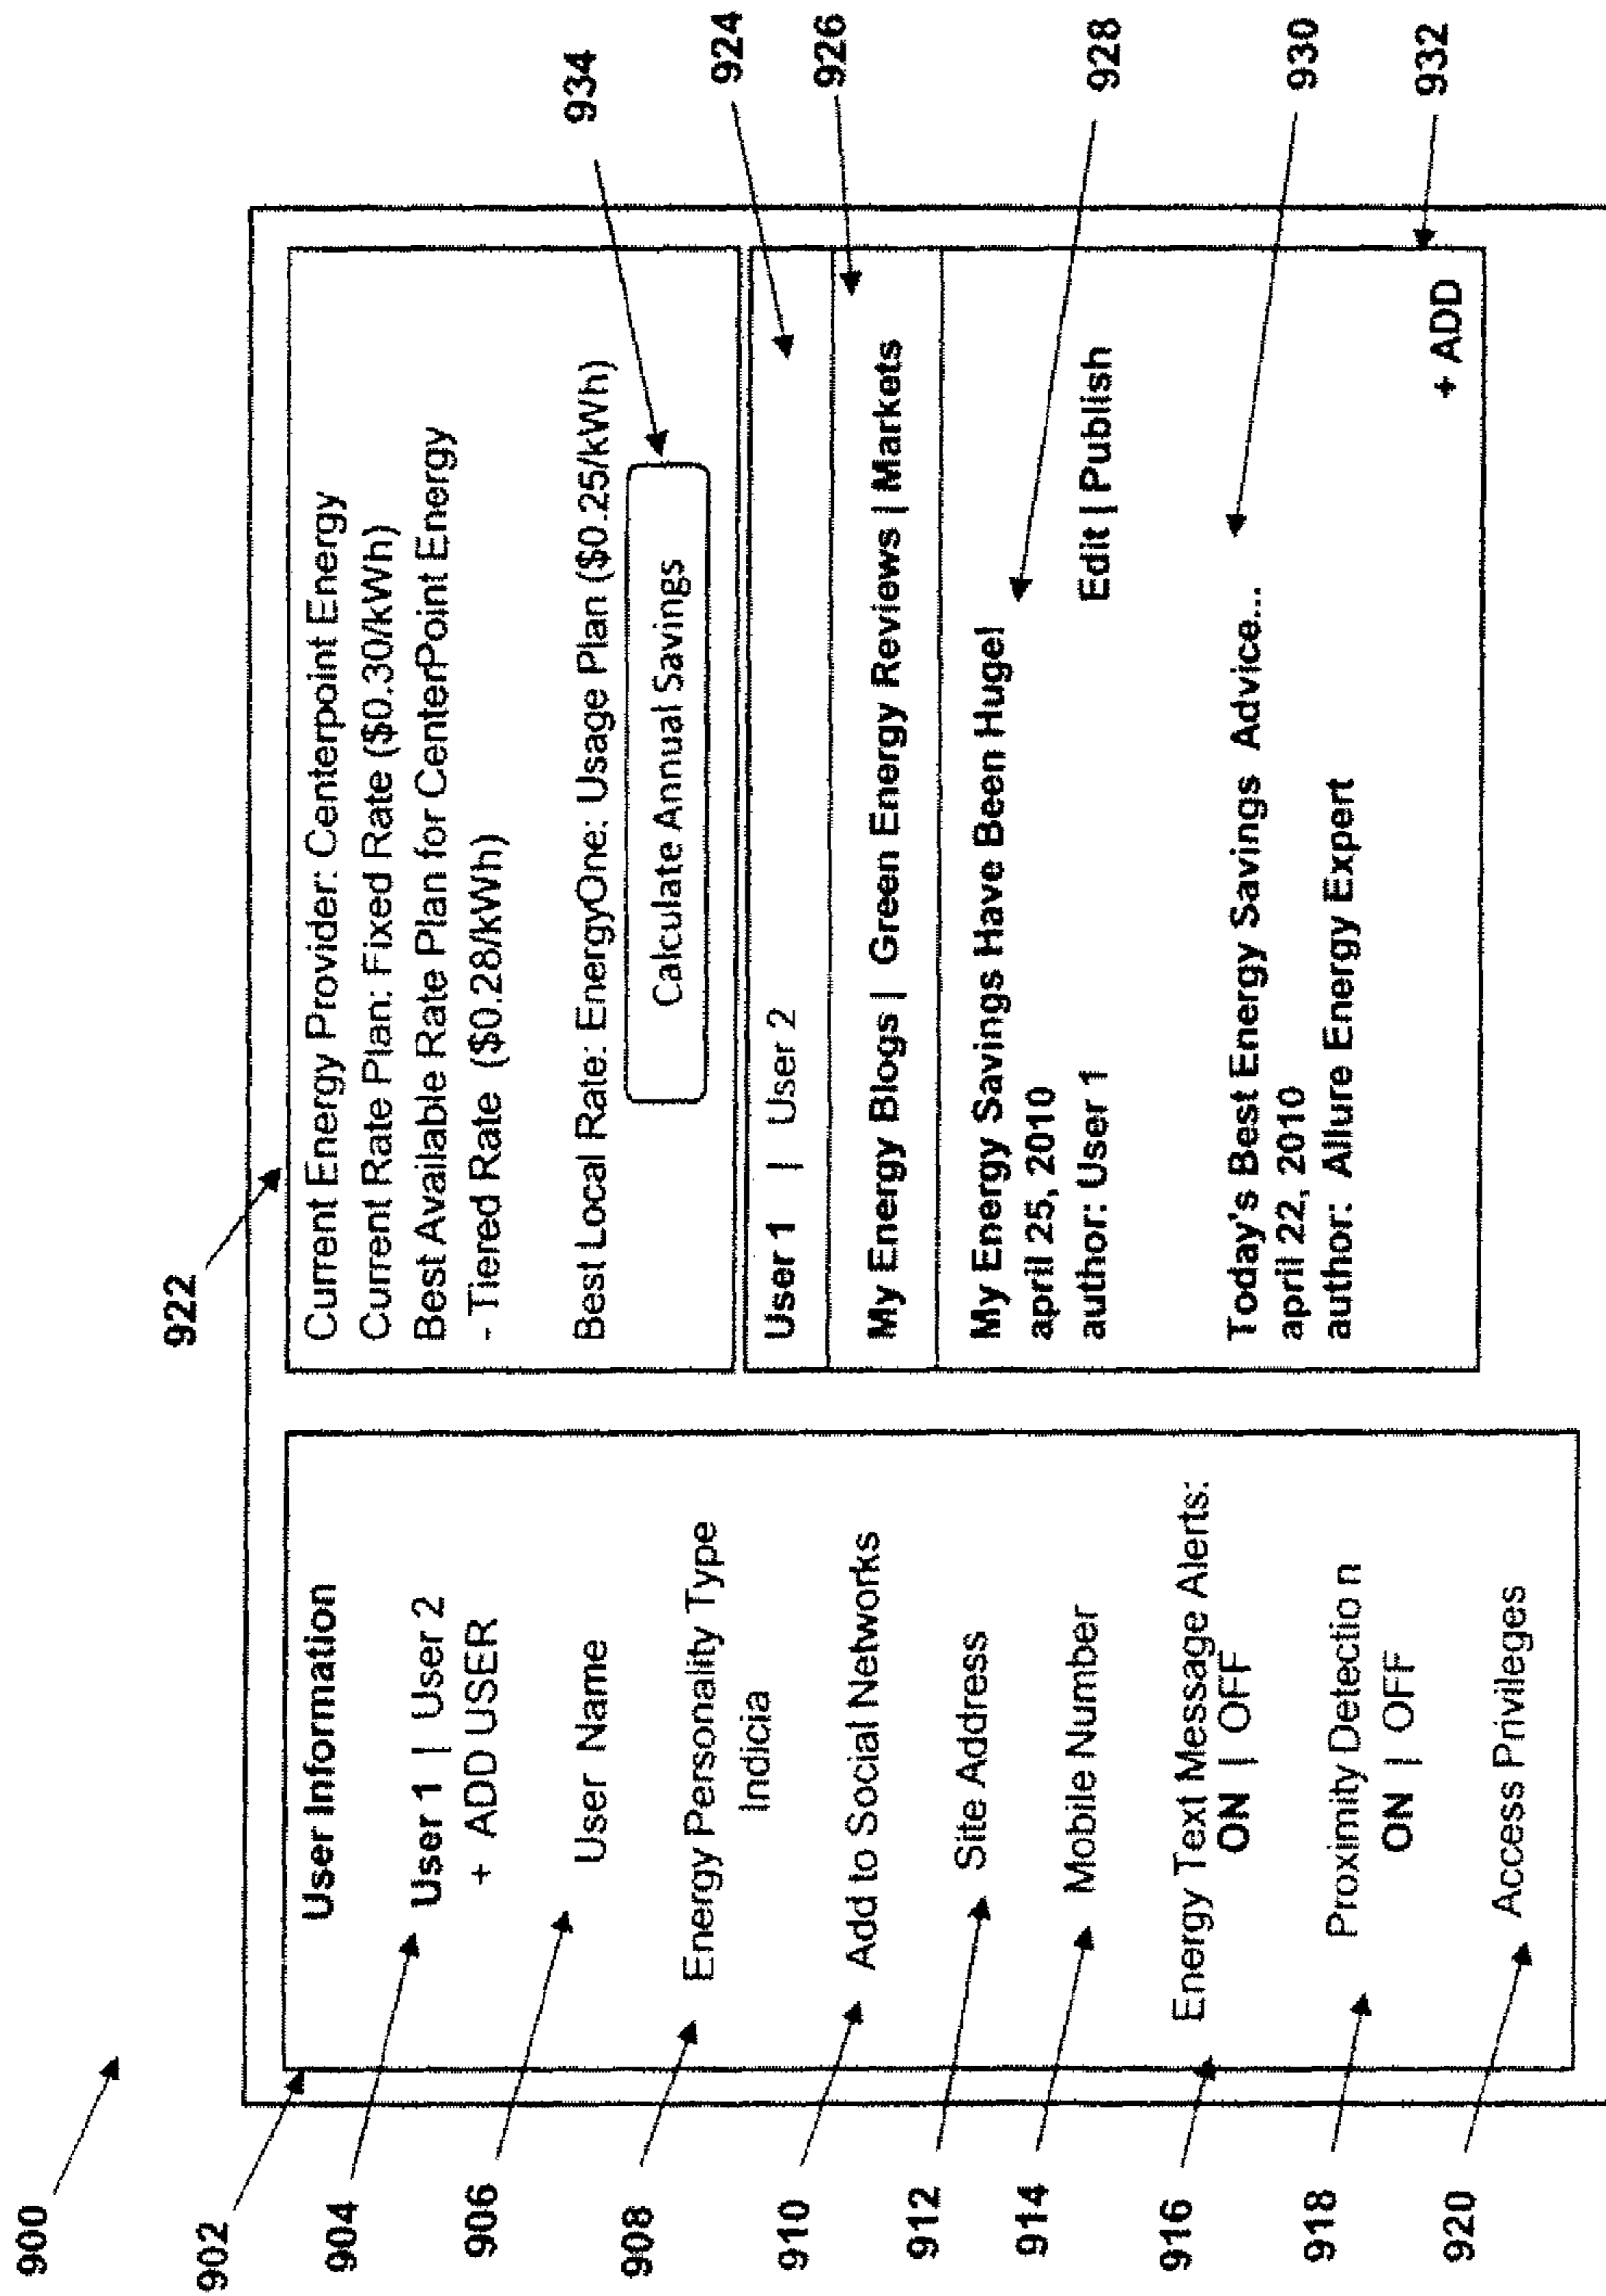 900
902
904
906
908
910
912
914
916
918
920
User Information
User 1 | User 2
+ ADD USER
User Name
Energy Personality Type
Indicia
Add to Social Networks
Site Address
Mobile Number
Energy Text Message Alerts:
ON | OFF
Proximity Detectio n
ON | OFF
Access Privileges
922
Current Energy Provider: Centerpoint Energy
Current Rate Plan: Fixed Rate ($0.30/kWh)
Best Available Rate Plan for CenterPoint Energy
- Tiered Rate ($0.28/kWh)
Best Local Rate: EnergyOne: Usage Plan ($0.25/kWh)
Calculate Annual Savings
User 1 | User 2
My Energy Blogs | Green Energy Reviews | Markets
My Energy Savings Have Been Huge!
april 25, 2010
author: User 1
Edit | Publish
Today's Best Energy Savings Advice...
april 22, 2010
author: Allure Energy Expert
+ ADD
934
924
926
928
930
932